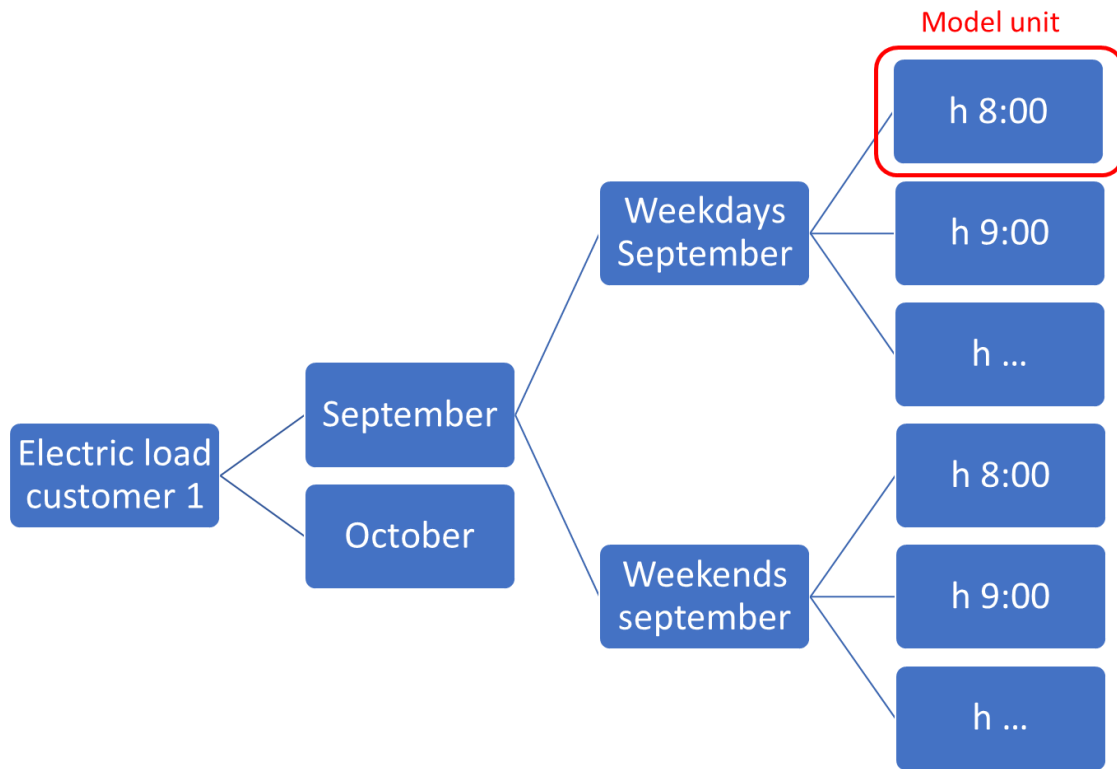 Model unit
h 8:00
Weekdays
September
h 9:00
h ...
September
Electric load
customer 1
October
h 8:00
Weekends
september
h 9:00
h ...